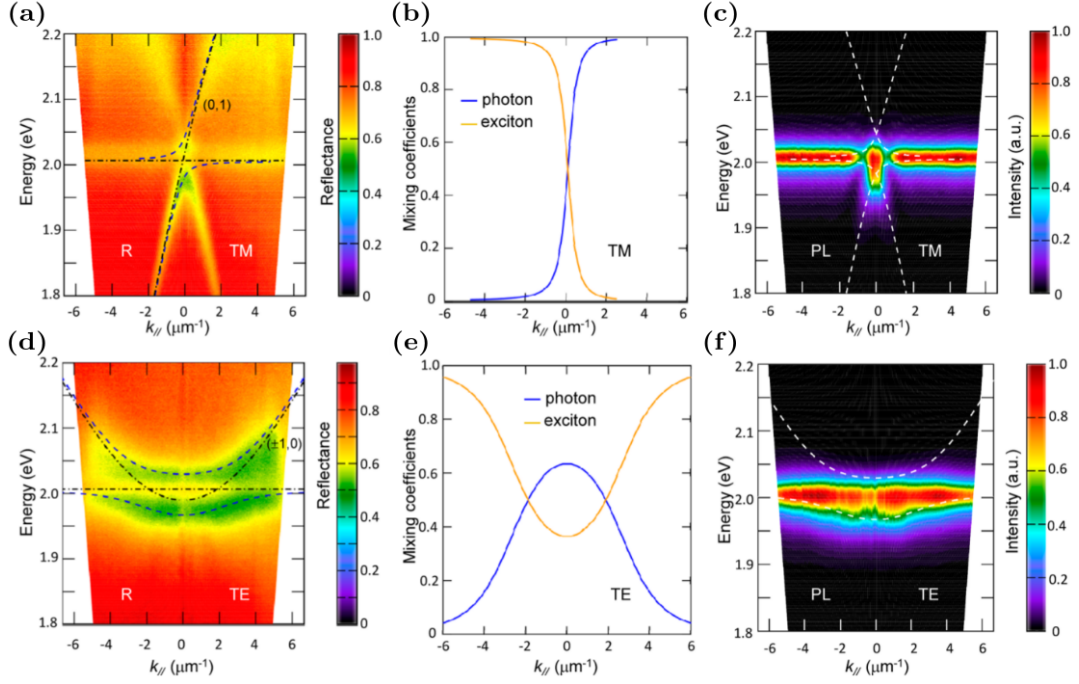 (a)
2.2
2.1
2.0
1.9
1.8
Energy (eV)
(0,1)
R
TM
-6 -4 -2 0 2 4 6
k// (μm⁻¹)
1.0
0.8
0.6
0.4
0.2
0
Reflectance
(b)
1.0
0.8
0.6
0.4
0.2
0
Mixing coefficients
photon
exciton
TM
-6 -4 -2 0 2 4 6
k// (μm⁻¹)
(c)
2.2
2.1
2.0
1.9
1.8
Energy (eV)
PL
TM
-6 -4 -2 0 2 4 6
k// (μm⁻¹)
1.0
0.8
0.6
0.4
0.2
0
Intensity (a.u.)
(d)
2.2
2.1
2.0
1.9
1.8
Energy (eV)
(±1,0)
R
TE
-6 -4 -2 0 2 4 6
k// (μm⁻¹)
0.8
0.6
0.4
0.2
0
Reflectance
(e)
1.0
0.8
0.6
0.4
0.2
0
Mixing coefficients
photon
exciton
TE
-6 -4 -2 0 2 4 6
k// (μm⁻¹)
(f)
2.2
2.1
2.0
1.9
1.8
Energy (eV)
PL
TE
-6 -4 -2 0 2 4 6
k// (μm⁻¹)
1.0
0.8
0.6
0.4
0.2
0
Intensity (a.u.)